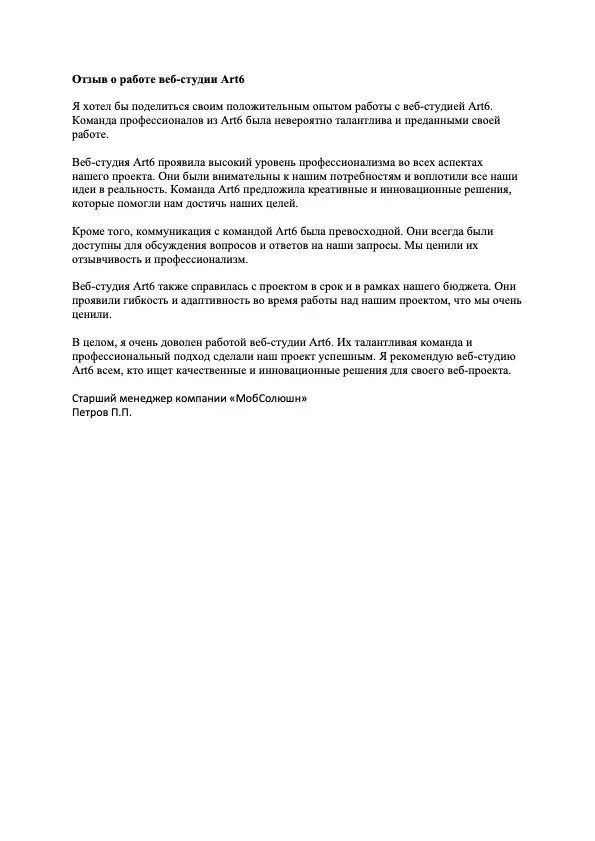 Отзыв о работе веб-студии Art6
Я хотел бы поделиться своим положительным опытом работы с веб-студией Art6.
Команда профессионалов из Art6 была невероятно талантлива и преданными своей
работе.
Веб-студия Art6 проявила высокий уровень профессионализма во всех аспектах
нашего проекта. Они были внимательны к нашим потребностям и воплотили все наши
идеи в реальность. Команда Art6 предложила креативные и инновационные решения,
которые помогли нам достичь наших целей.
Кроме того, коммуникация с командой Art6 была превосходной. Они всегда были
доступны для обсуждения вопросов и ответов на наши запросы. Мы ценили их
отзывчивость и профессионализм.
Веб-студия Art6 также справилась с проектом в срок и в рамках нашего бюджета. Они
проявили гибкость и адаптивность во время работы над нашим проектом, что мы очень
ценили.
В целом, я очень доволен работой веб-студии Art6. Их талантливая команда и
профессиональный подход сделали наш проект успешным. Я рекомендую веб-студию
Art6 всем, кто ищет качественные и инновационные решения для своего веб-проекта.
Старший менеджер компании «МобСолюшн»
Петров П.П.